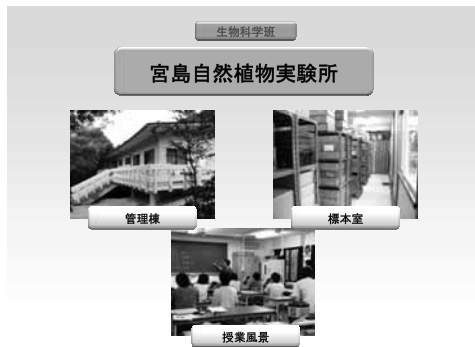 生物科学班
宮島自然植物実験所
管理棟
標本室
授業風景